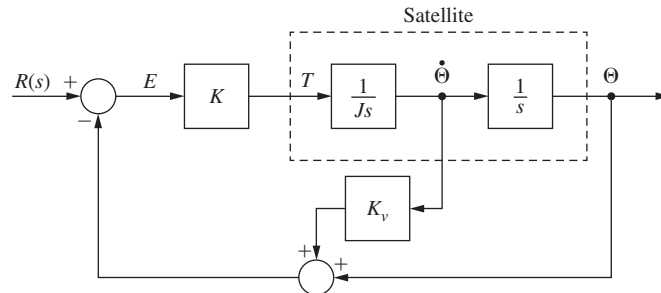 Satellite
R(s) + E K T 1/Js Θ̇ 1/s Θ
−
K_v
+ +